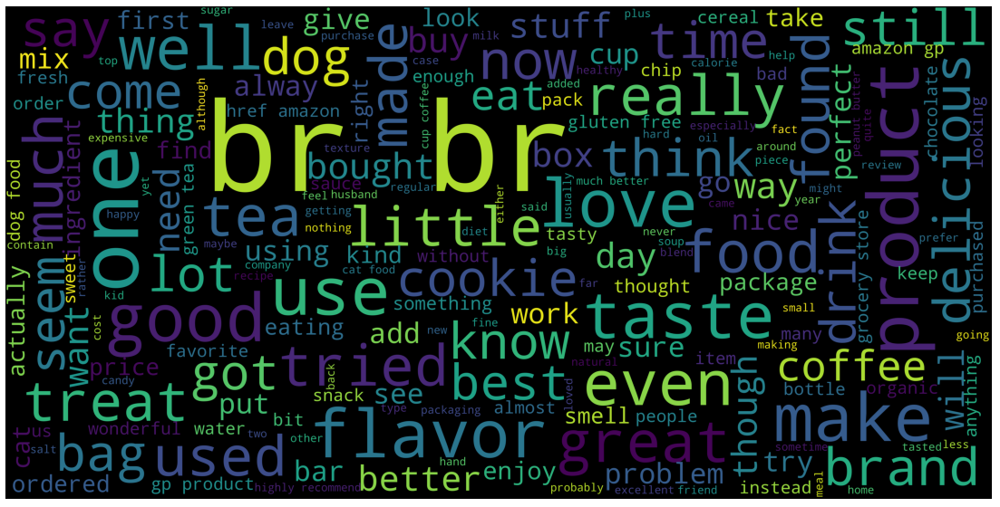 br br
say
first
well
dog
give
made
look
buy
stuff
now
time
cereal
take
still
sugar
leave
purchase
milk
plus
mix
top
case
healthy
calorie
help
amazon gp
fresh
come
alway
enough
cup
chip
found
bad
order
although
href amazon
right
eat
pack
added
really
perfect
chocolate
looking
delicious
product
much
one
thing
expensive
find
texture
cup coffee
gluten free
hard
especially
oil
fact
peanut butter
quite
yet
dog food
ingredient
need
green tea
bought
sauce
regular
box
think
around
piece
review
feel
husband
much better
said
usually
love
go
way
came
year
might
happy
tea
getting
either
never
nice
contain
nothing
little
tasty
soup
prefer
seem
want
sweet
rather
maybe
using
kind
diet
without
big
day
blend
food
drink
grocery store
keep
purchased
lot
company
cat food
cookie
something
far
thought
package
kid
recipe
use
actually
cost
eating
fine
new
work
taste
small
many
going
good
favorite
add
know
sure
may
making
price
candy
tried
back
natural
loved
item
coffee
organic
will
anything
got
best
even
though
bottle
treat
put
snack
see
type
packaging
almost
smell
people
make
cat
us
wonderful
water
bit
two
other
flavor
great
sometime
tasted
less
salt
bag
used
bar
better
hand
enjoy
problem
try
brand
ordered
gp product
highly recommend
probably
excellent
friend
instead
meal
home